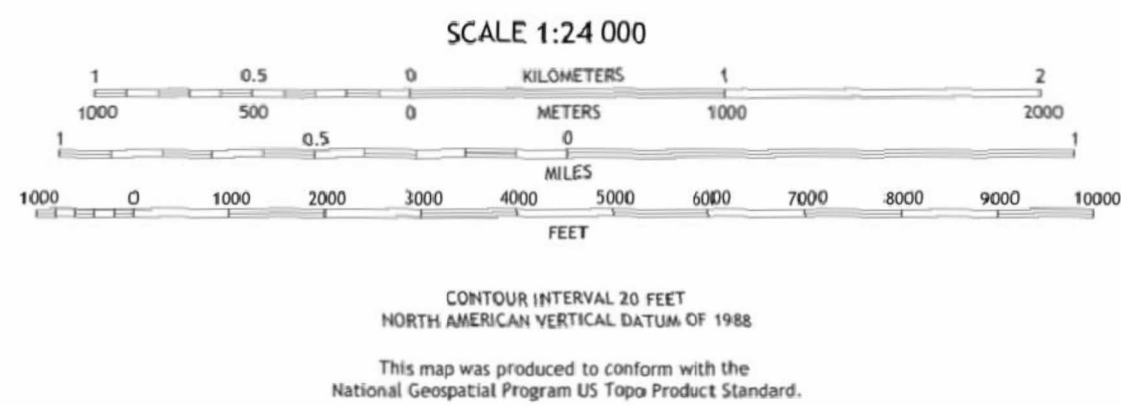 SCALE 1:24 000
1 0.5 0 KILOMETERS 1 2
1000 500 0 METERS 1000 2000
1 0.5 0 1
MILES
1000 0 1000 2000 3000 4000 5000 6000 7000 8000 9000 10000
FEET
CONTOUR INTERVAL 20 FEET
NORTH AMERICAN VERTICAL DATUM OF 1988
This map was produced to conform with the
National Geospatial Program US Topo Product Standard.